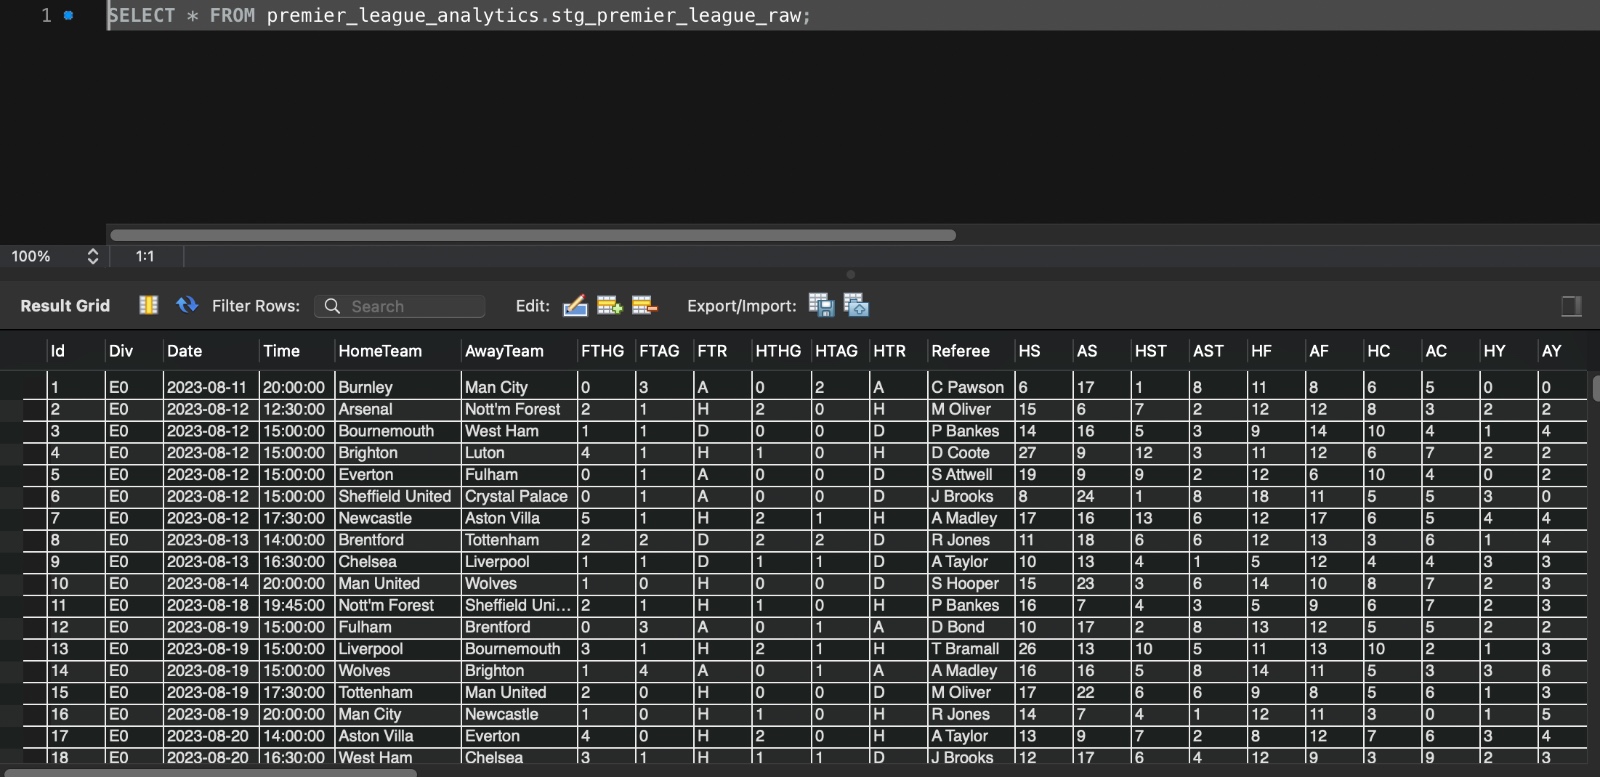 1 SELECT * FROM premier_league_analytics.stg_premier_league_raw;
100% 1:1
Result Grid Filter Rows: Search Edit: Export/Import:
Id Div Date Time HomeTeam AwayTeam FTHG FTAG FTR HTHG HTAG HTR Referee HS AS HST AST HF AF HC AC HY AY
1 E0 2023-08-11 20:00:00 Burnley Man City 0 3 A 0 2 A C Pawson 6 17 1 8 11 8 6 5 0 0
2 E0 2023-08-12 12:30:00 Arsenal Nott'm Forest 2 1 H 2 0 H M Oliver 15 6 7 2 12 12 8 3 2 2
3 E0 2023-08-12 15:00:00 Bournemouth West Ham 1 1 D 0 0 D P Bankes 14 16 5 3 9 14 10 4 1 4
4 E0 2023-08-12 15:00:00 Brighton Luton 4 1 H 1 0 H D Coote 27 9 12 3 11 12 6 7 2 2
5 E0 2023-08-12 15:00:00 Everton Fulham 0 1 A 0 0 D S Attwell 19 9 9 2 12 6 10 4 0 2
6 E0 2023-08-12 15:00:00 Sheffield United Crystal Palace 0 1 A 0 0 D J Brooks 8 24 1 8 18 11 5 5 3 0
7 E0 2023-08-12 17:30:00 Newcastle Aston Villa 5 1 H 2 1 H A Madley 17 16 13 6 12 17 6 5 4 4
8 E0 2023-08-13 14:00:00 Brentford Tottenham 2 2 D 2 2 D R Jones 11 18 6 6 12 13 3 6 1 4
9 E0 2023-08-13 16:30:00 Chelsea Liverpool 1 1 D 1 1 D A Taylor 10 13 4 1 5 12 4 4 3 3
10 E0 2023-08-14 20:00:00 Man United Wolves 1 0 H 0 0 D S Hooper 15 23 3 6 14 10 8 7 2 3
11 E0 2023-08-18 19:45:00 Nott'm Forest Sheffield Uni... 2 1 H 1 0 H P Bankes 16 7 4 3 5 9 6 7 2 3
12 E0 2023-08-19 15:00:00 Fulham Brentford 0 3 A 0 1 A D Bond 10 17 2 8 13 12 5 5 2 2
13 E0 2023-08-19 15:00:00 Liverpool Bournemouth 3 1 H 2 1 H T Bramall 26 13 10 5 11 13 10 2 1 3
14 E0 2023-08-19 15:00:00 Wolves Brighton 1 4 A 0 1 A A Madley 16 16 5 8 14 11 5 3 3 6
15 E0 2023-08-19 17:30:00 Tottenham Man United 2 0 H 0 0 D M Oliver 17 22 6 6 9 8 5 6 1 3
16 E0 2023-08-19 20:00:00 Man City Newcastle 1 0 H 1 0 H R Jones 14 7 4 1 12 11 3 0 1 5
17 E0 2023-08-20 14:00:00 Aston Villa Everton 4 0 H 2 0 H A Taylor 13 9 7 2 8 12 7 6 3 4
18 E0 2023-08-20 16:30:00 West Ham Chelsea 3 1 H 1 1 D J Brooks 12 17 6 4 12 9 3 9 2 3